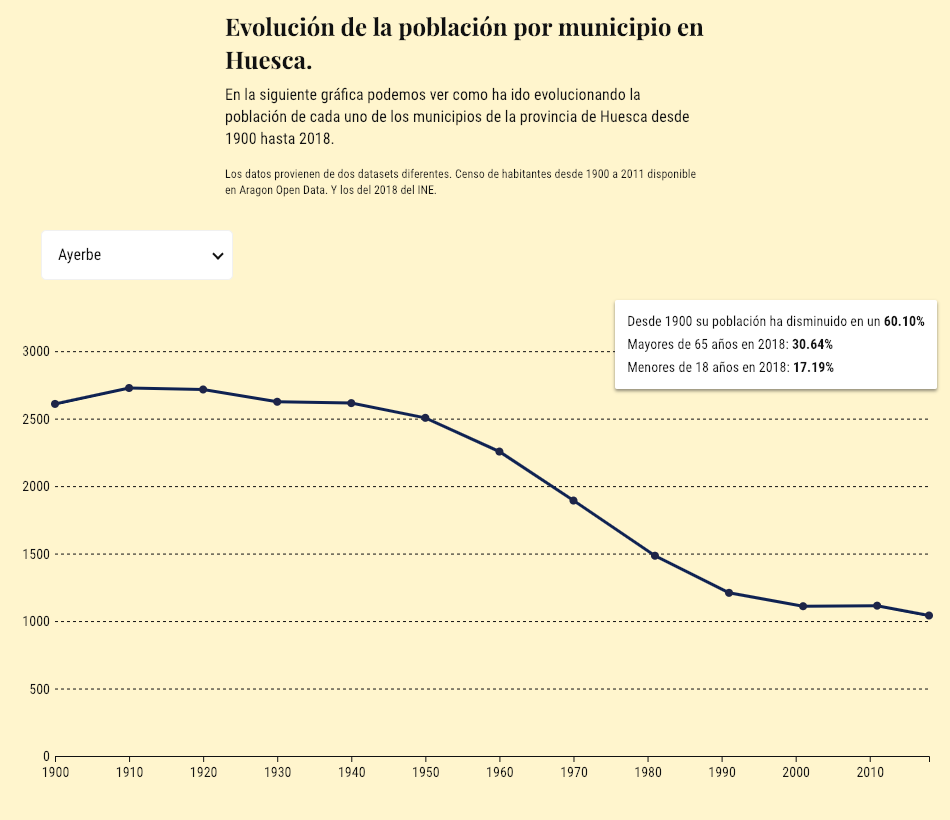 Evolución de la población por municipio en
Huesca.
En la siguiente gráfica podemos ver como ha ido evolucionando la
población de cada uno de los municipios de la provincia de Huesca desde
1900 hasta 2018.
Los datos provienen de dos datasets diferentes. Censo de habitantes desde 1900 a 2011 disponible
en Aragon Open Data. Y los del 2018 del INE.
Ayerbe
Desde 1900 su población ha disminuido en un 60.10%
Mayores de 65 años en 2018: 30.64%
Menores de 18 años en 2018: 17.19%
3000
2500
2000
1500
1000
500
0
1900 1910 1920 1930 1940 1950 1960 1970 1980 1990 2000 2010